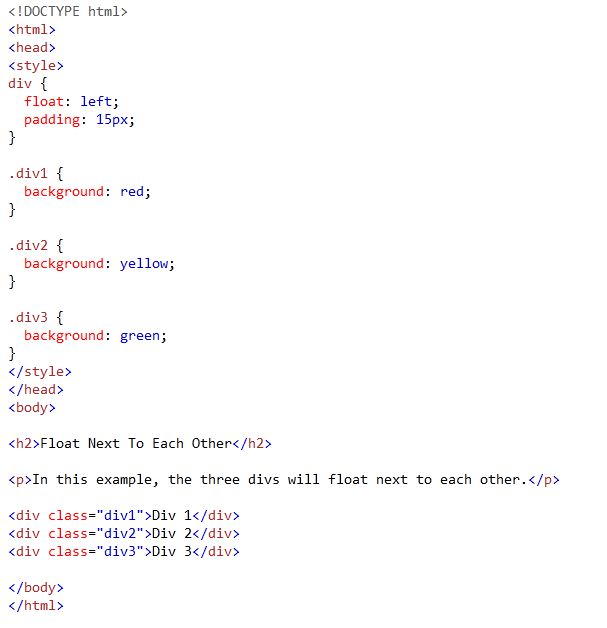 <!DOCTYPE html>
<html>
<head>
<style>
div {
  float: left;
  padding: 15px;
}

.div1 {
  background: red;
}

.div2 {
  background: yellow;
}

.div3 {
  background: green;
}
</style>
</head>
<body>

<h2>Float Next To Each Other</h2>

<p>In this example, the three divs will float next to each other.</p>

<div class="div1">Div 1</div>
<div class="div2">Div 2</div>
<div class="div3">Div 3</div>

</body>
</html>